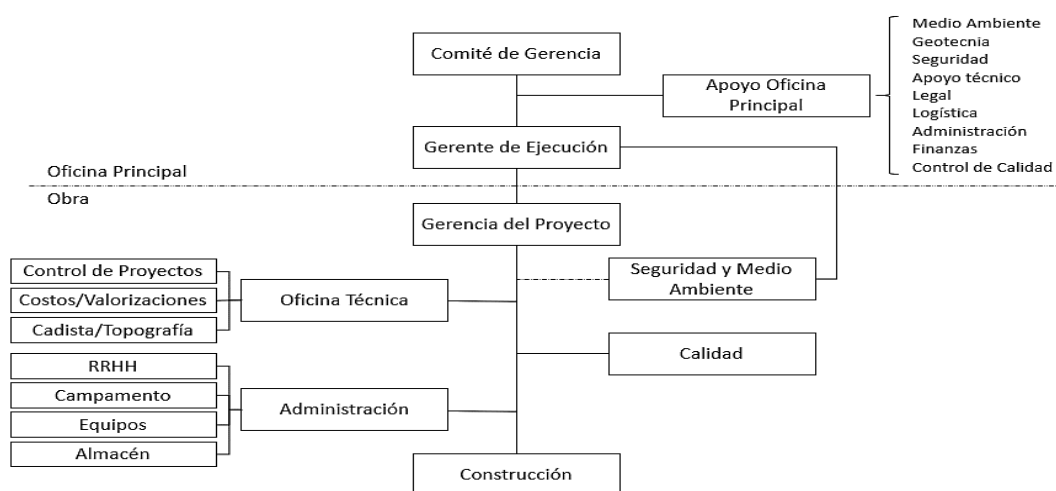 Comité de Gerencia
Apoyo Oficina
Principal
Medio Ambiente
Geotecnia
Seguridad
Apoyo técnico
Legal
Logística
Administración
Finanzas
Control de Calidad
Gerente de Ejecución
Oficina Principal
Obra
Gerencia del Proyecto
Control de Proyectos
Costos/Valorizaciones
Cadista/Topografía
Oficina Técnica
Seguridad y Medio
Ambiente
Calidad
RRHH
Campamento
Equipos
Almacén
Administración
Construcción